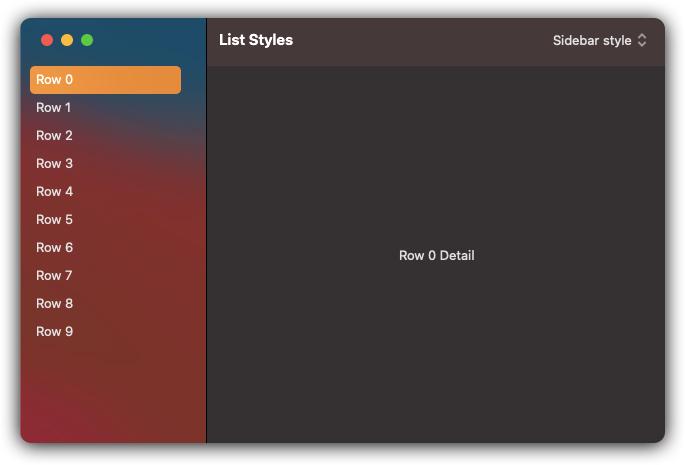 List Styles
Sidebar style
Row 0
Row 1
Row 2
Row 3
Row 4
Row 5
Row 6
Row 7
Row 8
Row 9
Row 0 Detail